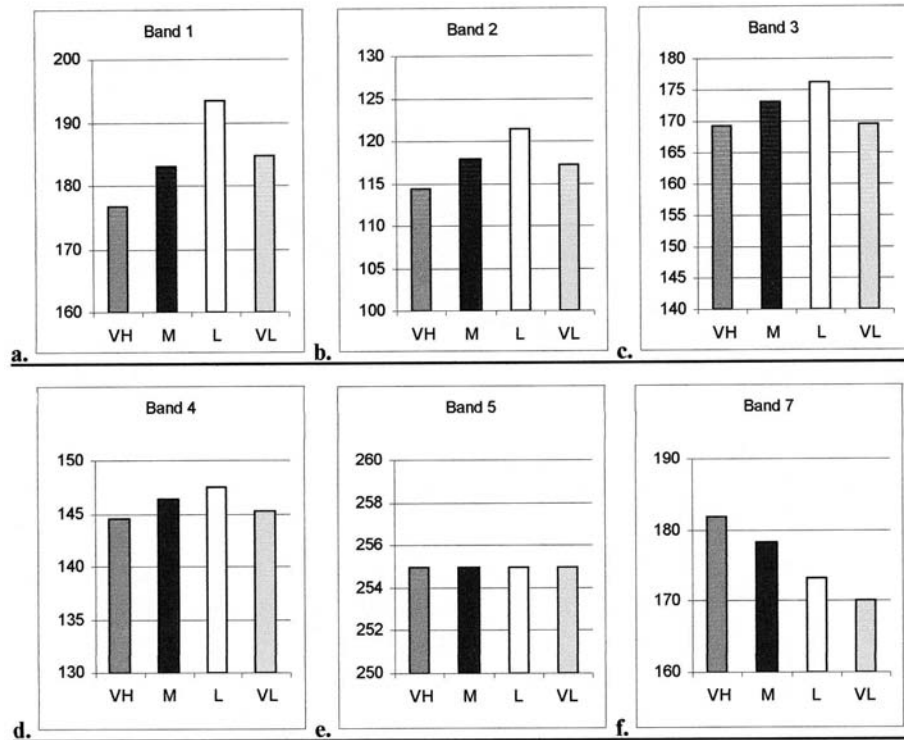 Band 1
200
190
180
170
160
VH M L VL
a.
Band 2
130
125
120
115
110
105
100
VH M L VL
b.
Band 3
180
175
170
165
160
155
150
145
140
VH M L VL
c.
Band 4
150
145
140
135
130
VH M L VL
d.
Band 5
260
258
256
254
252
250
VH M L VL
e.
Band 7
190
180
170
160
VH M L VL
f.